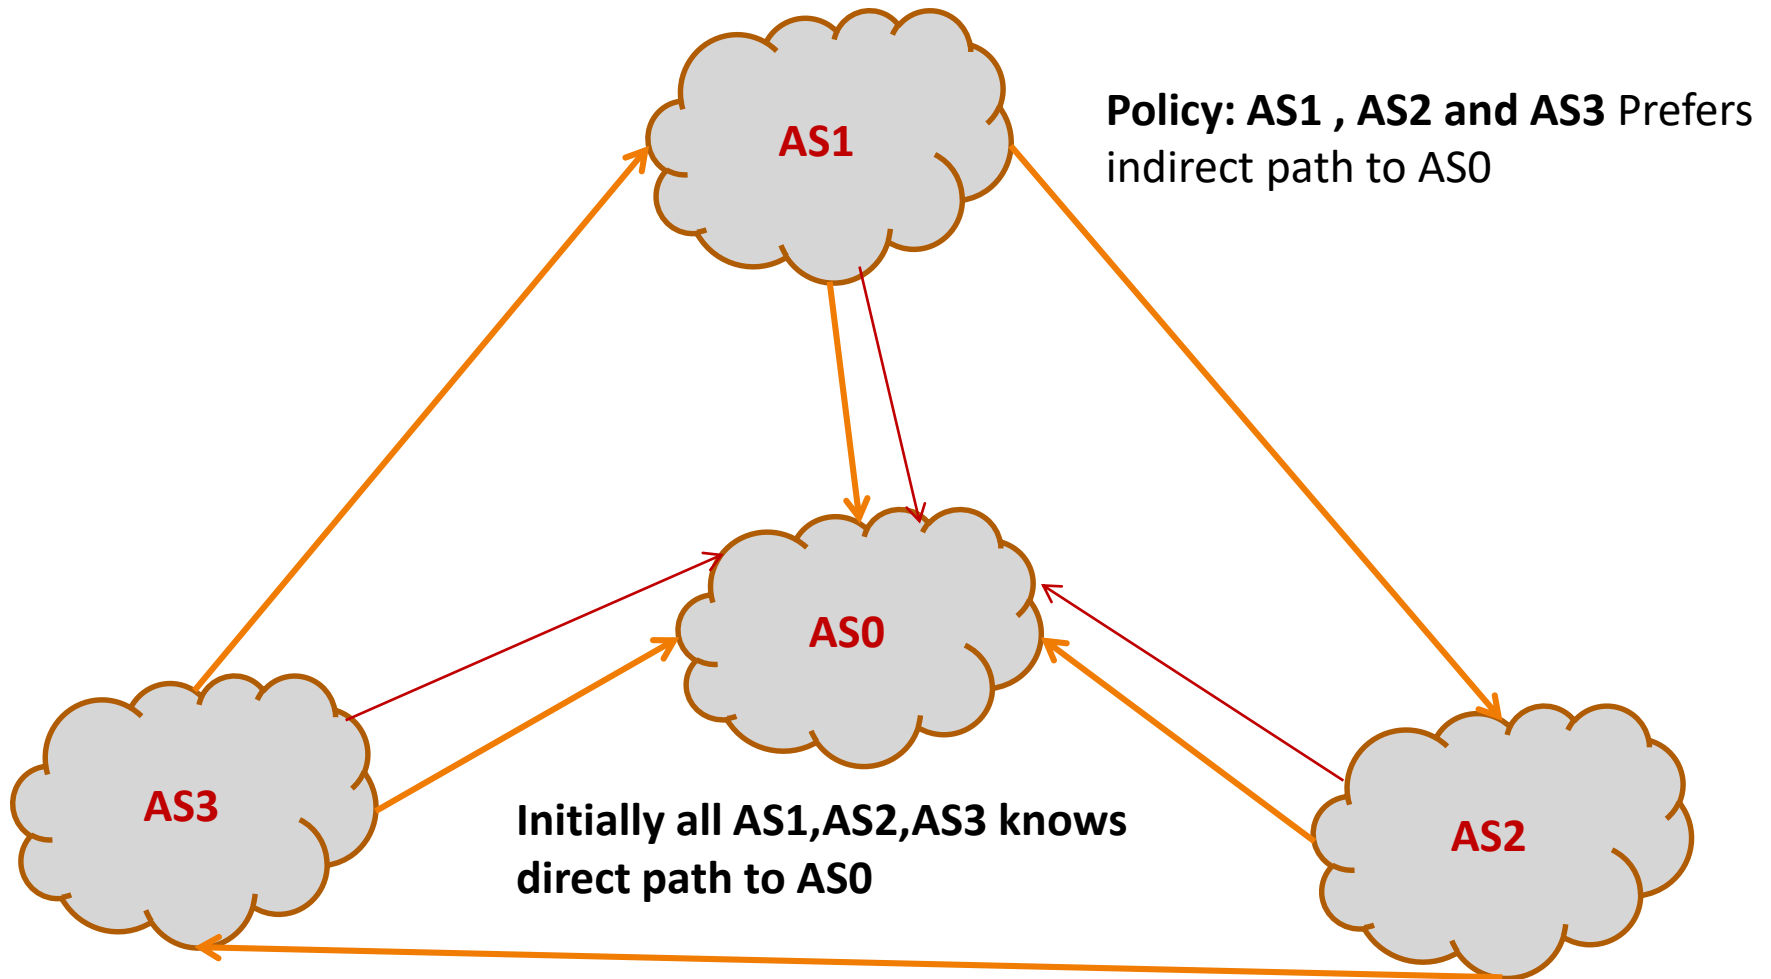 AS1
Policy: AS1 , AS2 and AS3 Prefers
indirect path to AS0
AS0
AS3
Initially all AS1,AS2,AS3 knows
direct path to AS0
AS2